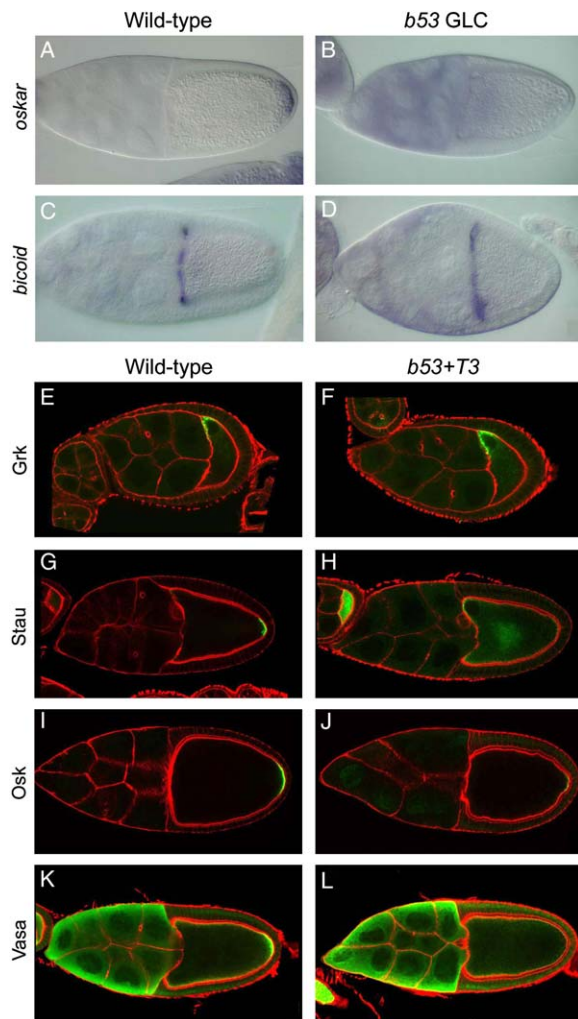 Wild-type b53 GLC
A B
oskar
C D
bicoid
Wild-type b53+T3
E F
Grk
G H
Stau
I J
Osk
K L
Vasa